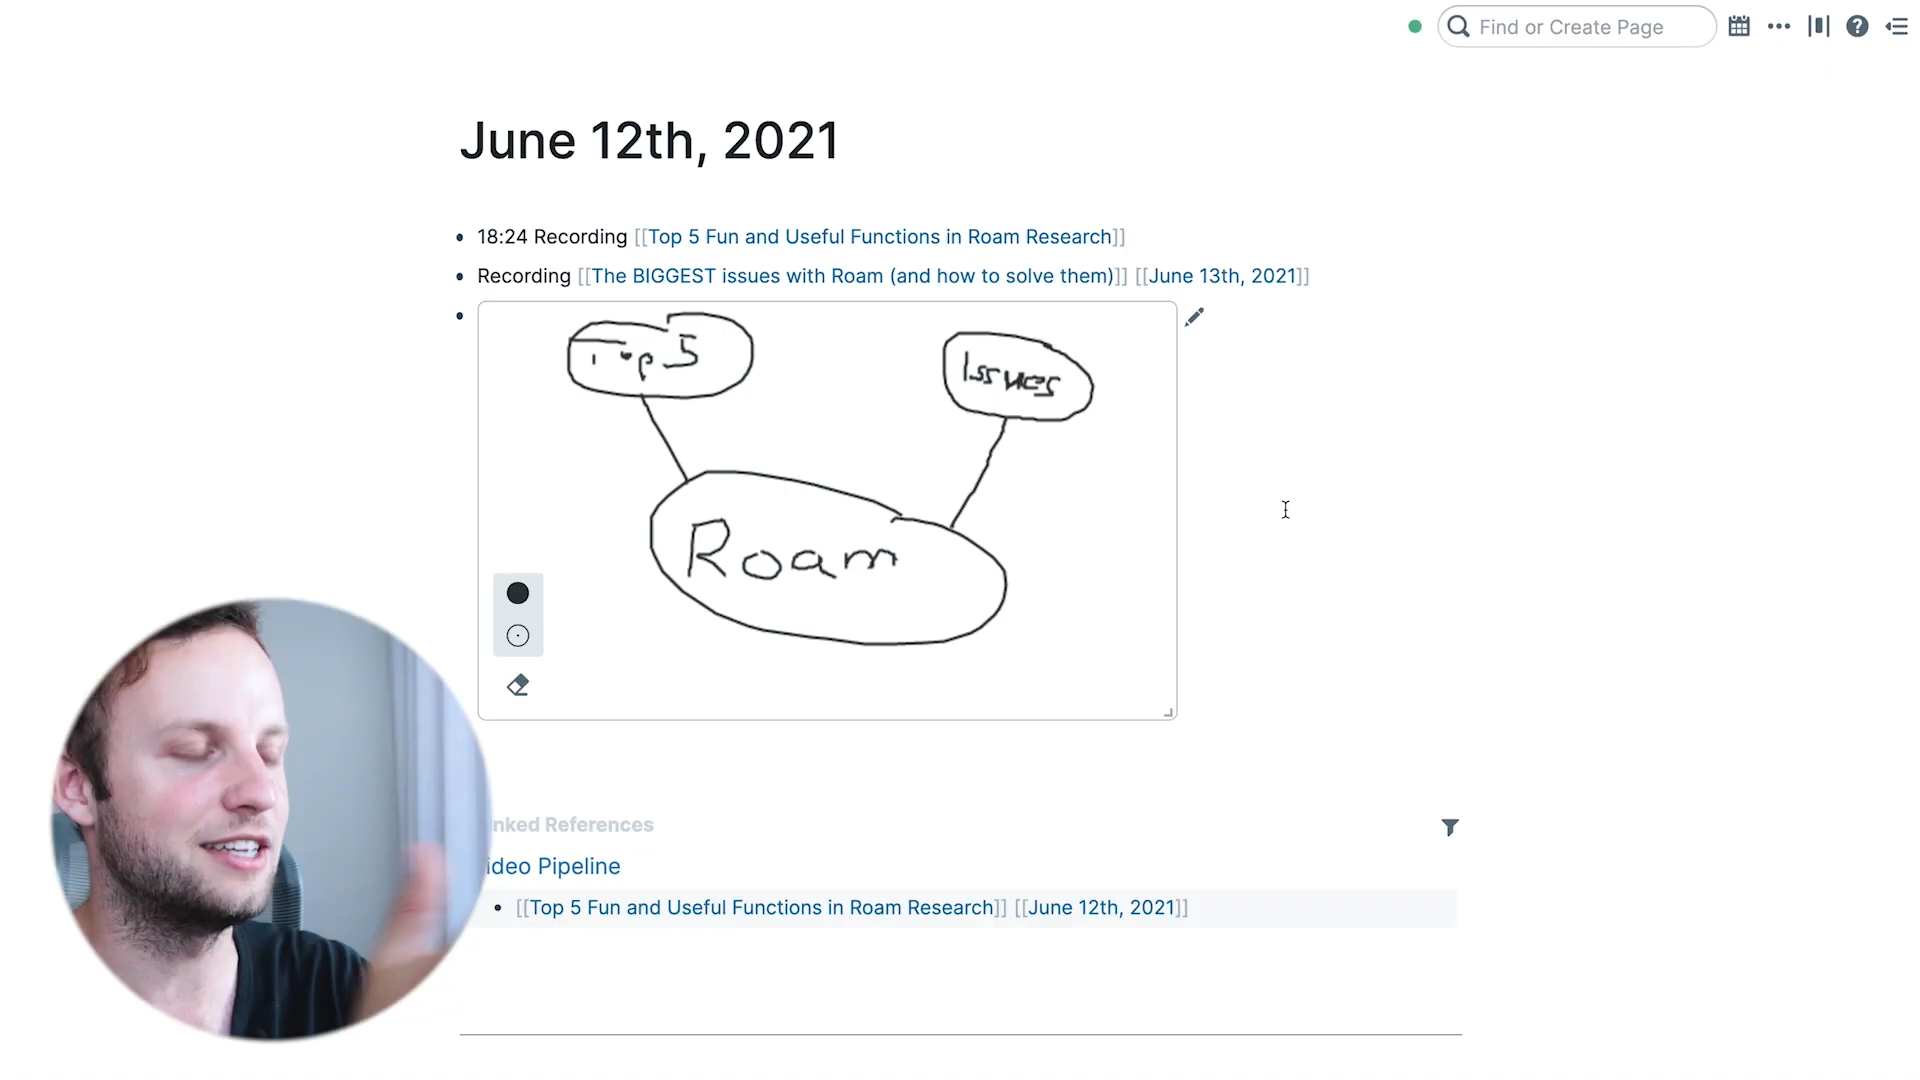 Find or Create Page
June 12th, 2021
18:24 Recording [[Top 5 Fun and Useful Functions in Roam Research]]
Recording [[The BIGGEST issues with Roam (and how to solve them)]] [[June 13th, 2021]]
Top 5
Issues
Roam
nked References
ideo Pipeline
[[Top 5 Fun and Useful Functions in Roam Research]] [[June 12th, 2021]]